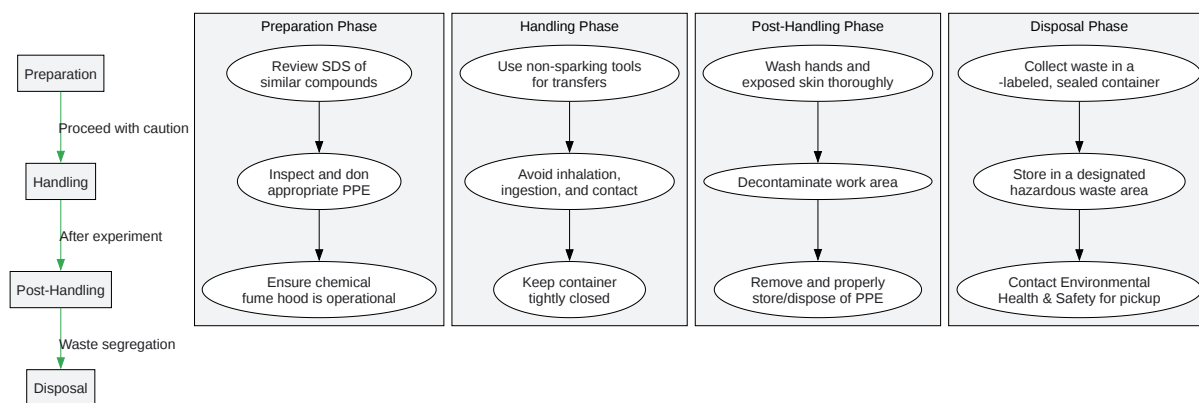 Preparation
Proceed with caution
Handling
After experiment
Post-Handling
Waste segregation
Disposal
Preparation Phase
Review SDS of
similar compounds
Inspect and don
appropriate PPE
Ensure chemical
fume hood is operational
Handling Phase
Use non-sparking tools
for transfers
Avoid inhalation,
ingestion, and contact
Keep container
tightly closed
Post-Handling Phase
Wash hands and
exposed skin thoroughly
Decontaminate work area
Remove and properly
store/dispose of PPE
Disposal Phase
Collect waste in a
-labeled, sealed container
Store in a designated
hazardous waste area
Contact Environmental
Health & Safety for pickup